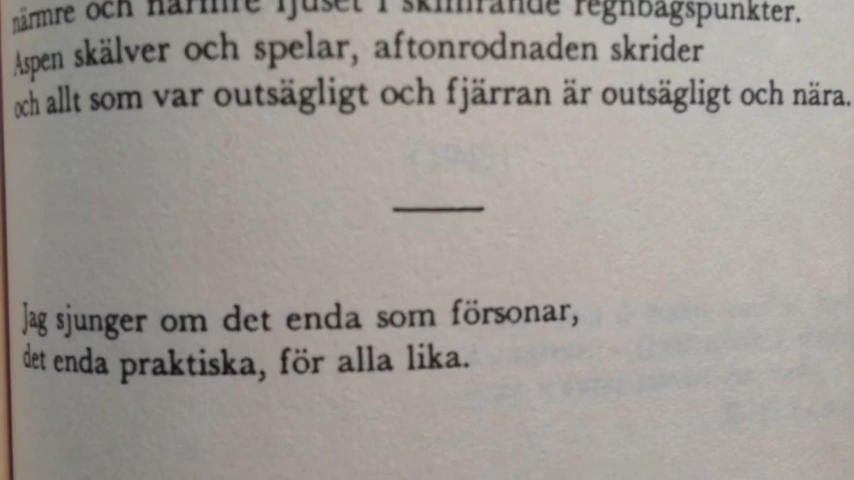 närmre och närmre ljuset i skimrande regnbågspunkter.
Aspen skälver och spelar, aftonrodnaden skrider
och allt som var outsägligt och fjärran är outsägligt och nära.
Jag sjunger om det enda som försonar,
det enda praktiska, för alla lika.